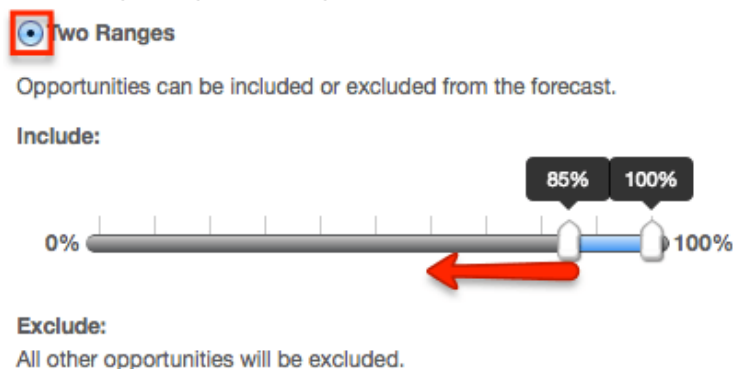 Two Ranges
Opportunities can be included or excluded from the forecast.
Include:
85% 100%
0% 100%
Exclude:
All other opportunities will be excluded.